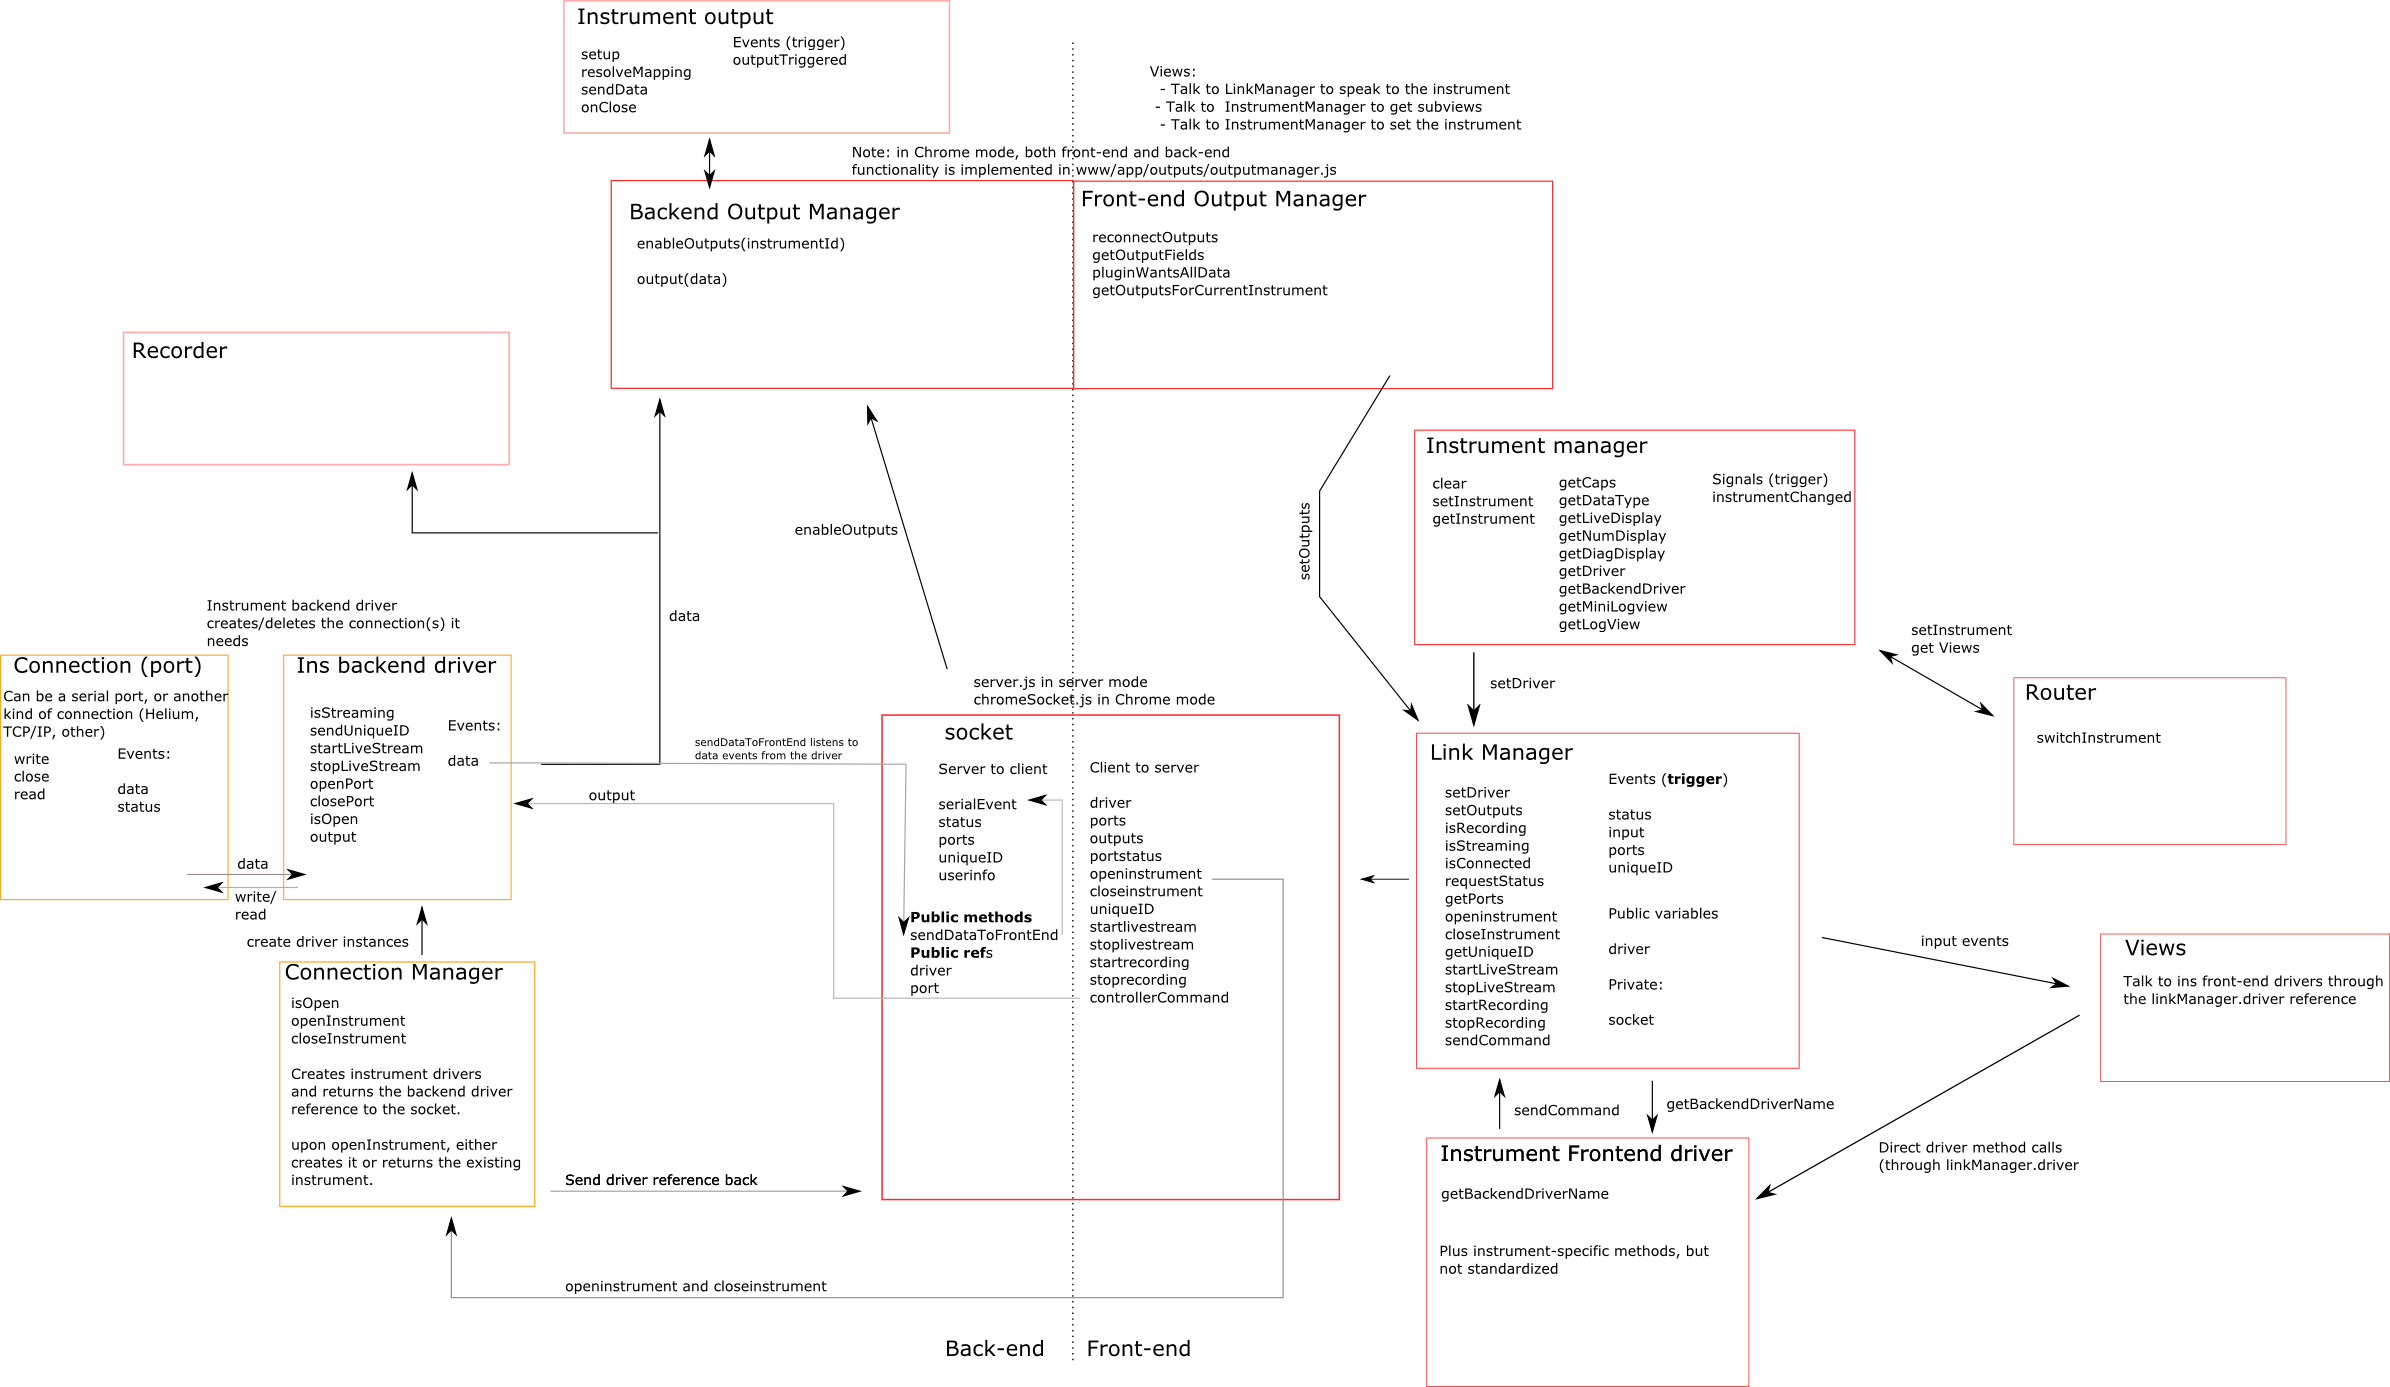 Instrument output
setup
resolveMapping
sendData
onClose
Events (trigger)
outputTriggered
Views:
- Talk to LinkManager to speak to the instrument
- Talk to  InstrumentManager to get subviews
- Talk to InstrumentManager to set the instrument
Note: in Chrome mode, both front-end and back-end
functionality is implemented in www/app/outputs/outputmanager.js
Backend Output Manager
enableOutputs(instrumentId)
output(data)
Front-end Output Manager
reconnectOutputs
getOutputFields
pluginWantsAllData
getOutputsForCurrentInstrument
Recorder
Instrument manager
clear
setInstrument
getInstrument
getCaps
getDataType
getLiveDisplay
getNumDisplay
getDiagDisplay
getDriver
getBackendDriver
getMiniLogview
getLogView
Signals (trigger)
instrumentChanged
enableOutputs
setOutputs
data
Instrument backend driver
creates/deletes the connection(s) it
needs
setInstrument
get Views
setDriver
Connection (port)
Can be a serial port, or another
kind of connection (Helium,
TCP/IP, other)
write
close
read
Events:
data
status
Ins backend driver
isStreaming
sendUniqueID
startLiveStream
stopLiveStream
openPort
closePort
isOpen
output
Events:
data
data
write/
read
sendDataToFrontEnd listens to
data events from the driver
output
server.js in server mode
chromeSocket.js in Chrome mode
socket
Server to client
serialEvent
status
ports
uniqueID
userinfo
Public methods
sendDataToFrontEnd
Public refs
driver
port
Client to server
driver
ports
outputs
portstatus
openinstrument
closeinstrument
uniqueID
startlivestream
stoplivestream
startrecording
stoprecording
controllerCommand
Link Manager
setDriver
setOutputs
isRecording
isStreaming
isConnected
requestStatus
getPorts
openinstrument
closeInstrument
getUniqueID
startLiveStream
stopLiveStream
startRecording
stopRecording
sendCommand
Events (trigger)
status
input
ports
uniqueID
Public variables
driver
Private:
socket
Router
switchInstrument
input events
Views
Talk to ins front-end drivers through
the linkManager.driver reference
create driver instances
Connection Manager
isOpen
openInstrument
closeInstrument
Creates instrument drivers
and returns the backend driver
reference to the socket.
upon openInstrument, either
creates it or returns the existing
instrument.
Send driver reference back
openinstrument and closeinstrument
sendCommand
getBackendDriverName
Direct driver method calls
(through linkManager.driver
Instrument Frontend driver
getBackendDriverName
Plus instrument-specific methods, but
not standardized
Back-end
Front-end